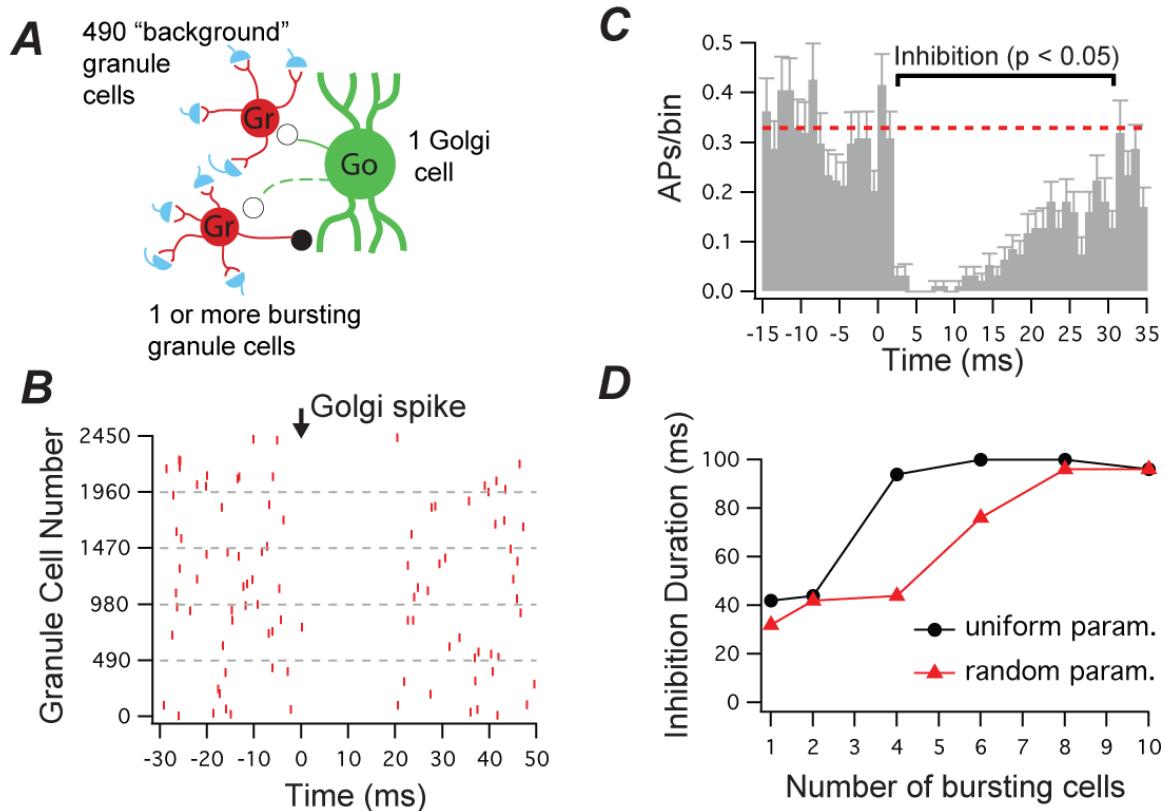 A
490 “background”
granule
cells
Gr
Go
1 Golgi
cell
Gr
1 or more bursting
granule cells
B
Golgi spike
Granule Cell Number
2450
1960
1470
980
490
0
-30 -20 -10 0 10 20 30 40 50
Time (ms)
C
Inhibition (p < 0.05)
APs/bin
0.5
0.4
0.3
0.2
0.1
0.0
-15 -10 -5 0 5 10 15 20 25 30 35
Time (ms)
D
Inhibition Duration (ms)
100
80
60
40
20
0
uniform param.
random param.
1 2 4 6 8 10
Number of bursting cells